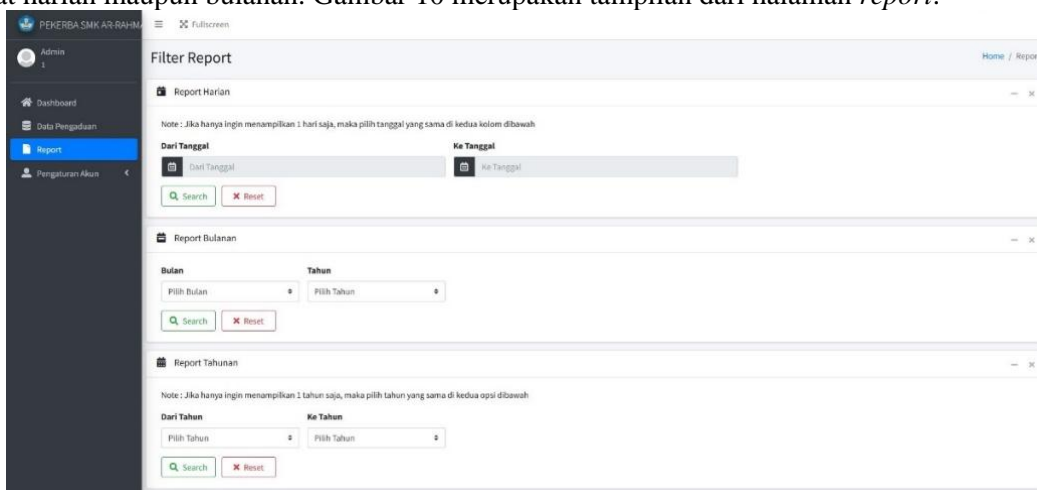 harian maupun bulanan. Gambar 10 merupakan tampilan dari halaman report.
PEKERBA SMK AR-RAHMA
Fullscreen
Admin
1
Filter Report
Home / Repor
Dashboard
Data Pengaduan
Report
Pengaturan Akun
Report Harian
Note : Jika hanya ingin menampilkan 1 hari saja, maka pilih tanggal yang sama di kedua kolom dibawah
Dari Tanggal Ke Tanggal
Dari Tanggal Ke Tanggal
Search Reset
Report Bulanan
Bulan Tahun
Pilih Bulan Pilih Tahun
Search Reset
Report Tahunan
Note : Jika hanya ingin menampilkan 1 tahun saja, maka pilih tahun yang sama di kedua opsi dibawah
Dari Tahun Ke Tahun
Pilih Tahun Pilih Tahun
Search Reset